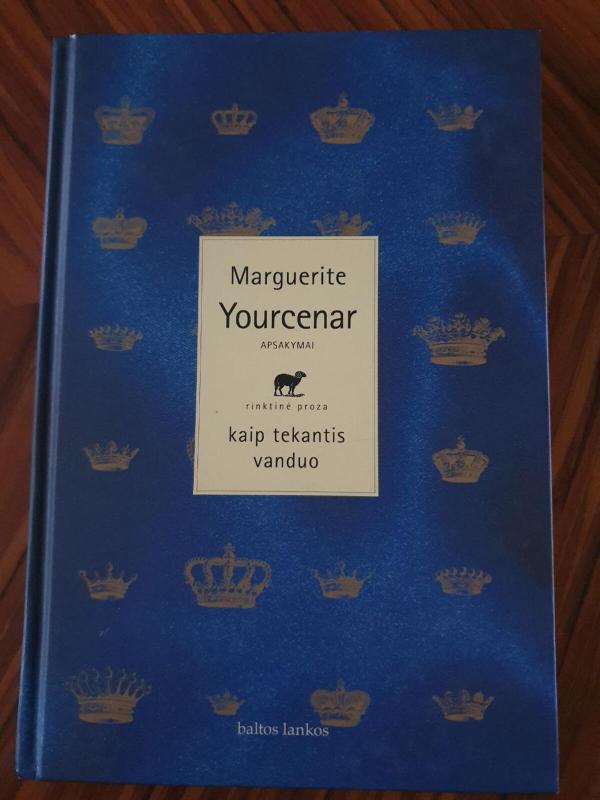 Marguerite
Yourcenar
APSAKYMAI
rinktinė proza
kaip tekantis
vanduo
baltos lankos